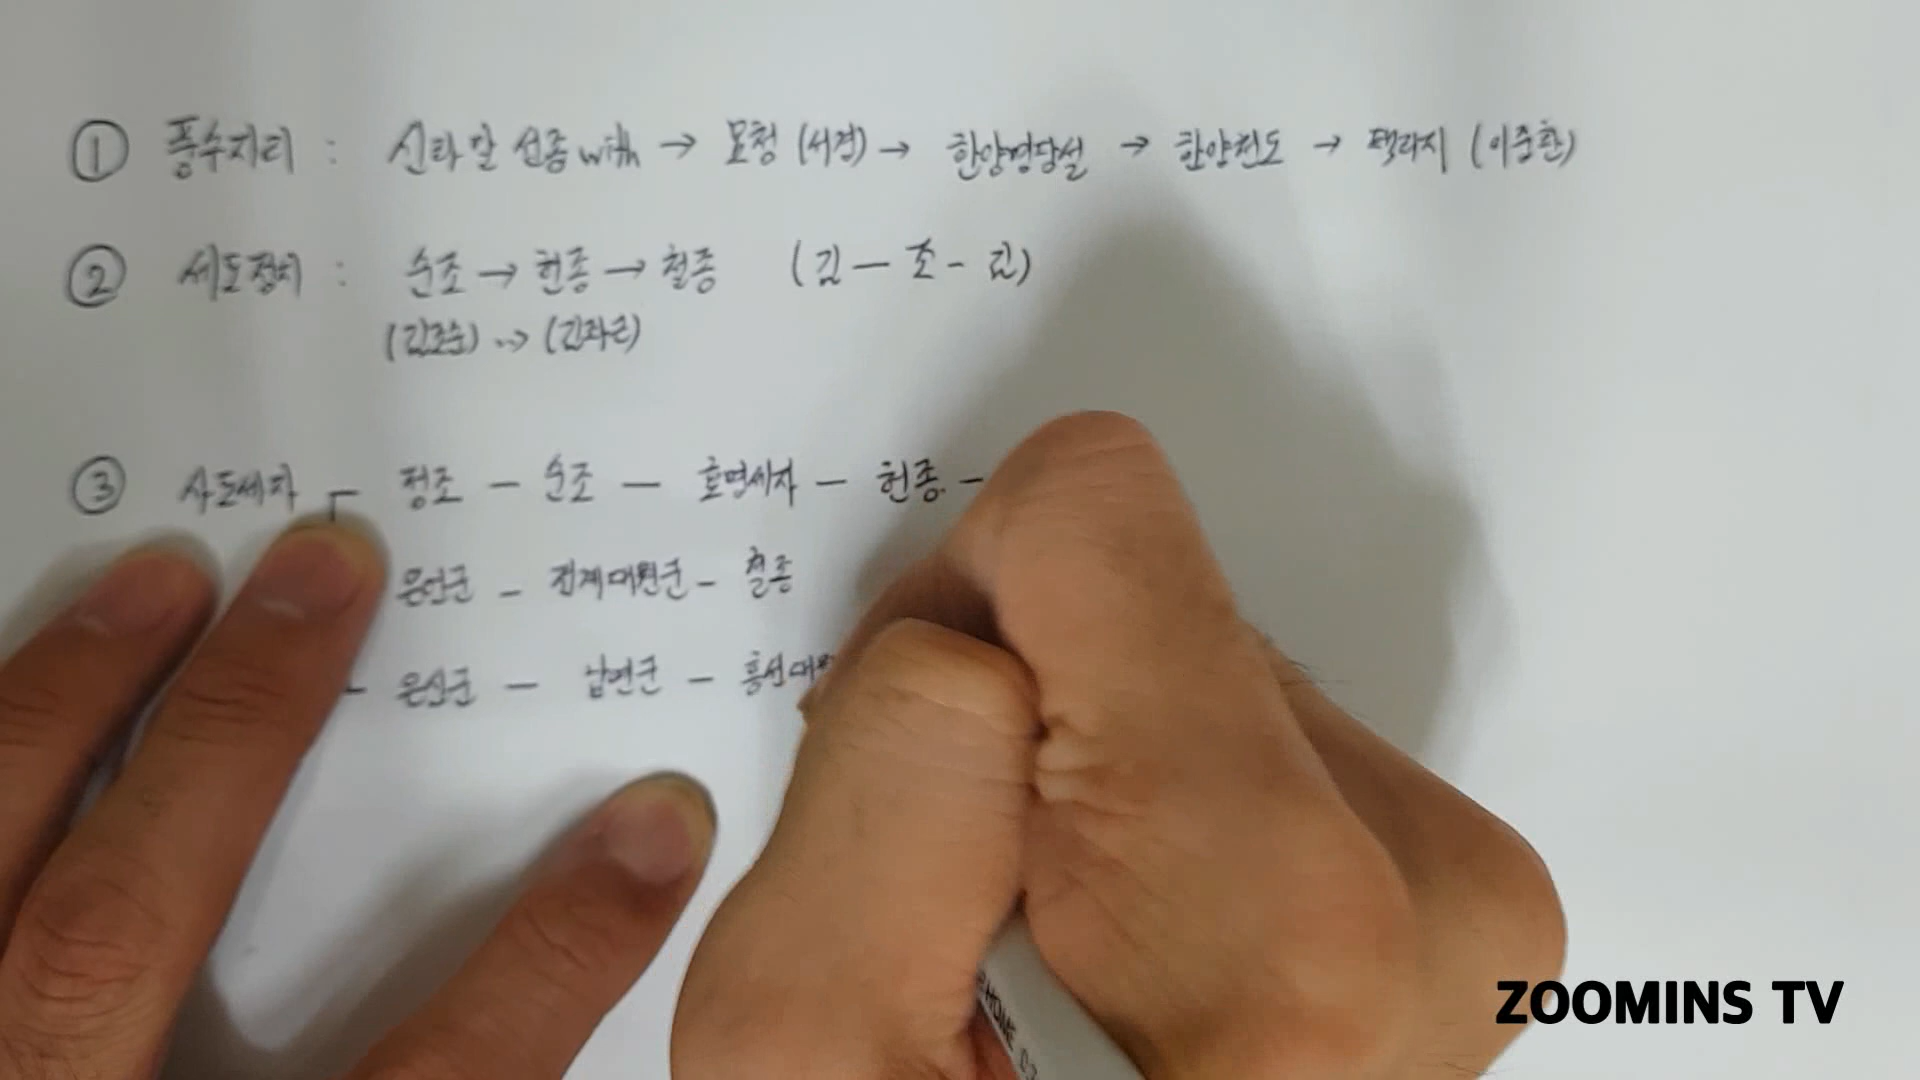 ① 풍수지리 : 신라말 선종 with → 묘청 (서경) → 한양명당설 → 한양천도 → 택리지 (이중환)
② 세도정치 : 순조 → 헌종 → 철종 (김 – 조 - 김)
(김조순) ⇢ (김좌근)
③ 사도세자 – 정조 – 순조 – 효명세자 – 헌종 –
은언군 – 전계대원군 – 철종
– 은신군 – 남연군 – 흥선대원
HOME 0.3
ZOOMINS TV